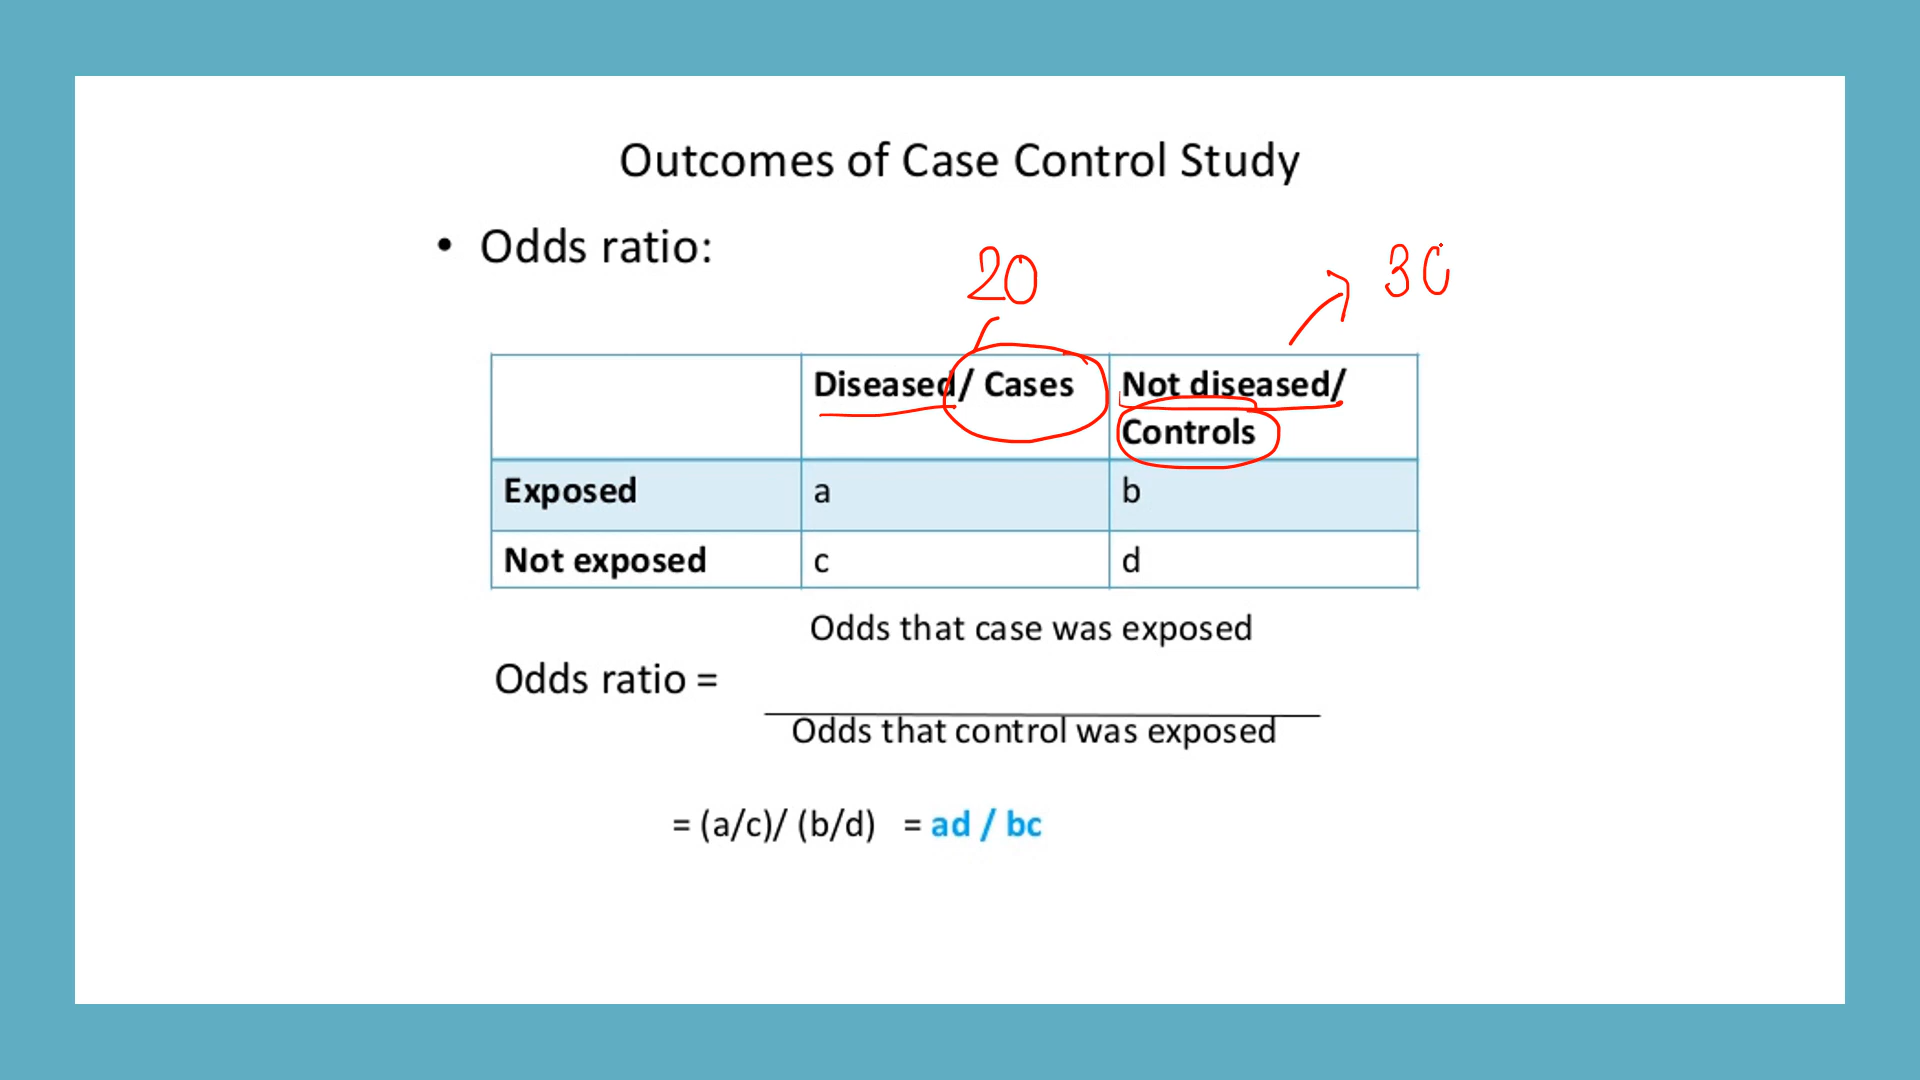 Outcomes of Case Control Study
• Odds ratio:
20
30
Diseased/ Cases
Not diseased/
Controls
Exposed a b
Not exposed c d
Odds that case was exposed
Odds ratio =
Odds that control was exposed
= (a/c)/ (b/d) = ad / bc